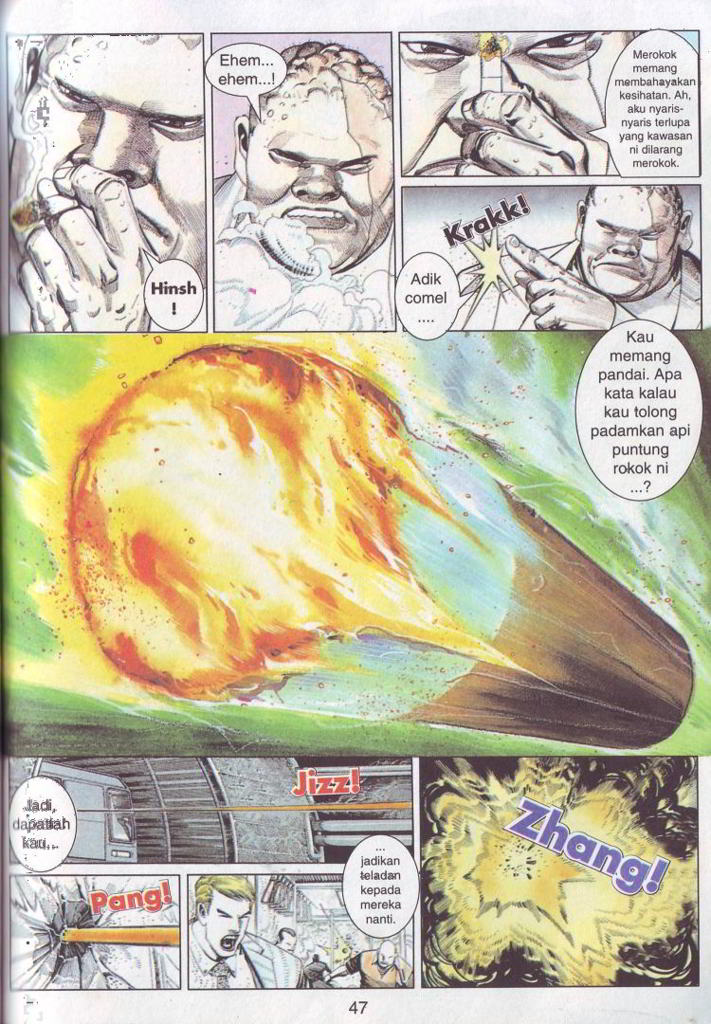 Hinsh
!
Ehem...
ehem...!
Merokok
memang
membahayakan
kesihatan. Ah,
aku nyaris-
nyaris terlupa
yang kawasan
ni dilarang
merokok.
Krakk!
Adik
comel
....
Kau
memang
pandai. Apa
kata kalau
kau tolong
padamkan api
puntung
rokok ni
...?
Jadi,
dapatlah
kau...
Jizz!
Pang!
...
jadikan
teladan
kepada
mereka
nanti.
Zhang!
47